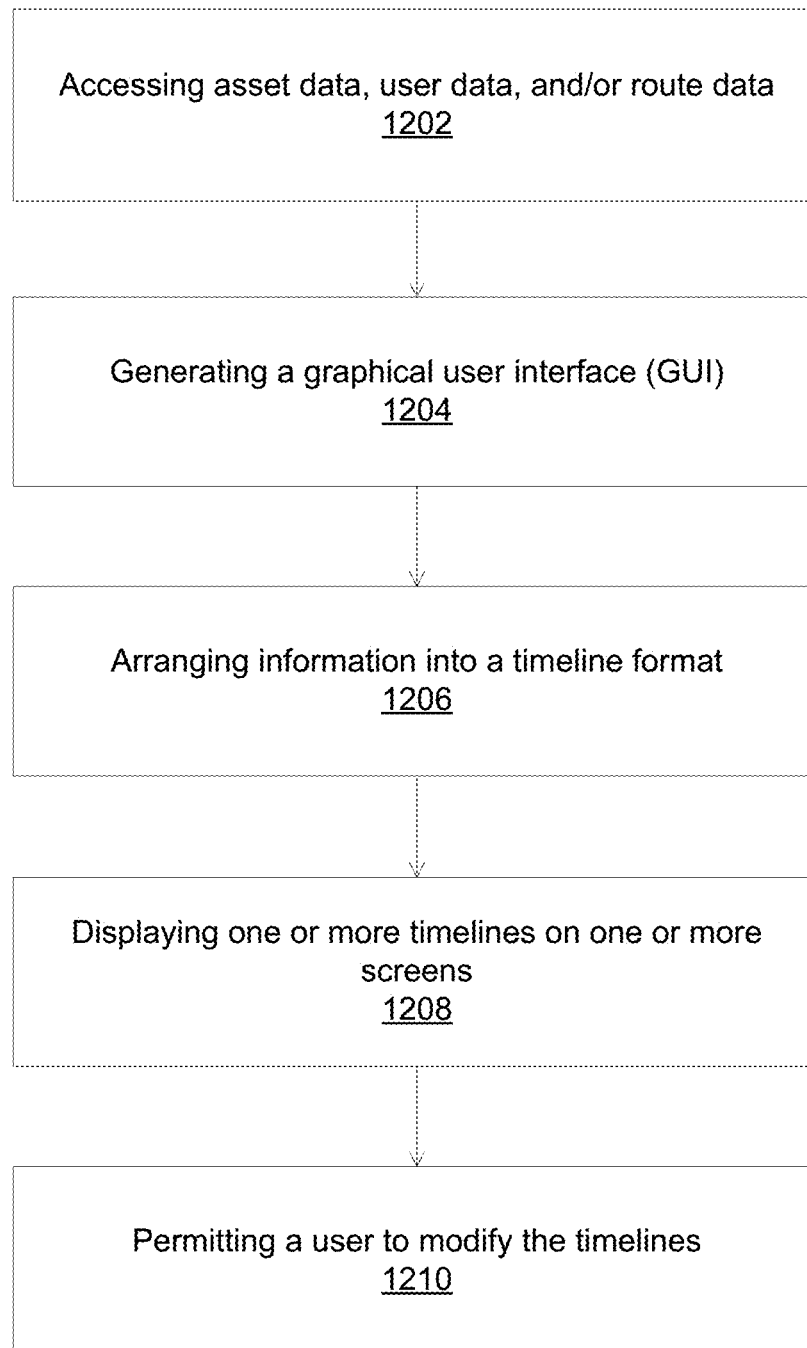 Accessing asset data, user data, and/or route data
1202
Generating a graphical user interface (GUI)
1204
Arranging information into a timeline format
1206
Displaying one or more timelines on one or more
screens
1208
Permitting a user to modify the timelines
1210